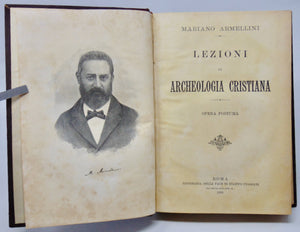 MARIANO ARMELLINI
LEZIONI
DI
ARCHEOLOGIA CRISTIANA
OPERA POSTUMA
ROMA